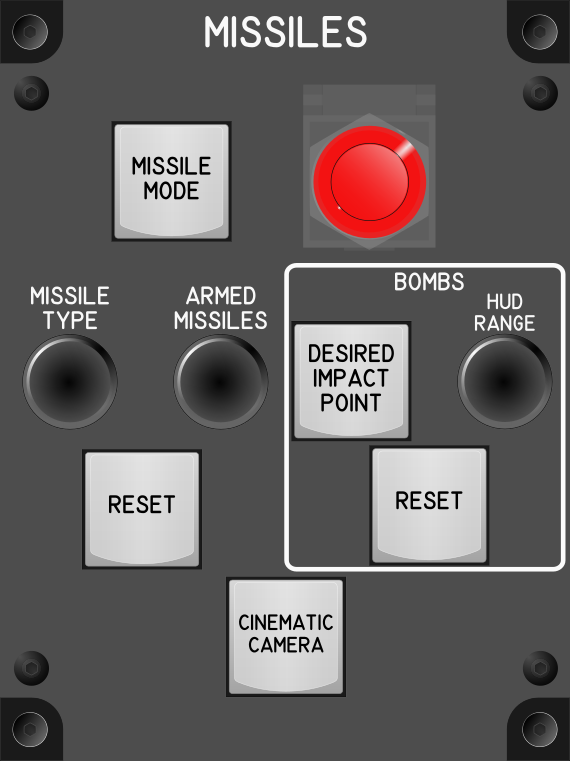 MISSILES
MISSILE
MODE
MISSILE
TYPE
ARMED
MISSILES
RESET
BOMBS
HUD
RANGE
DESIRED
IMPACT
POINT
RESET
CINEMATIC
CAMERA